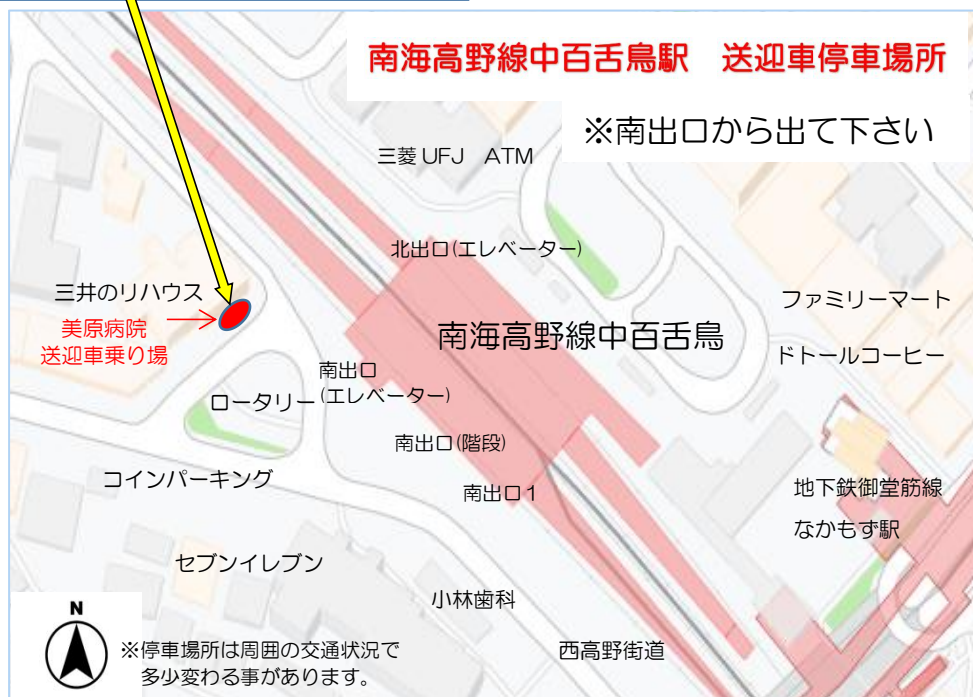 南海高野線中百舌鳥駅　送迎車停車場所
※南出口から出て下さい
三菱UFJ　ATM
北出口(エレベーター)
三井のリハウス
美原病院
送迎車乗り場
南海高野線中百舌鳥
ファミリーマート
ドトールコーヒー
南出口
(エレベーター)
ロータリー
南出口(階段)
コインパーキング
南出口1
地下鉄御堂筋線
なかもず駅
セブンイレブン
小林歯科
西高野街道
N
※停車場所は周囲の交通状況で
多少変わる事があります。